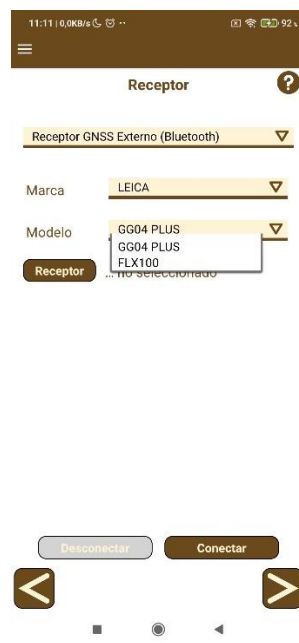 11:11 | 0,0KB/s
92
Receptor
?
Receptor GNSS Externo (Bluetooth)
Marca
LEICA
Modelo
GG04 PLUS
GG04 PLUS
FLX100
Receptor
... no seleccionado
Desconectar
Conectar